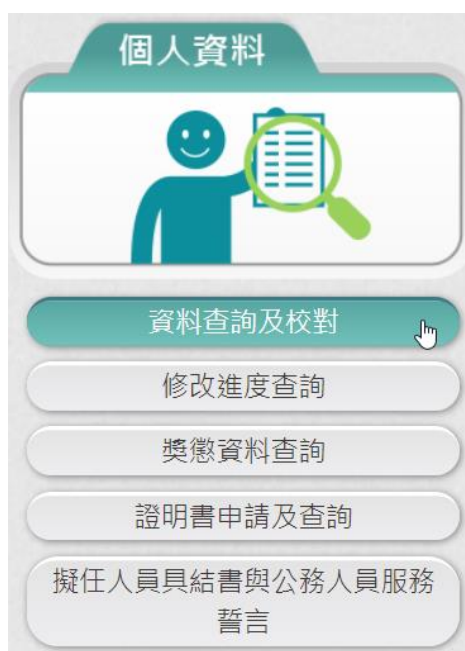 個人資料
資料查詢及校對
修改進度查詢
獎懲資料查詢
證明書申請及查詢
擬任人員具結書與公務人員服務
誓言